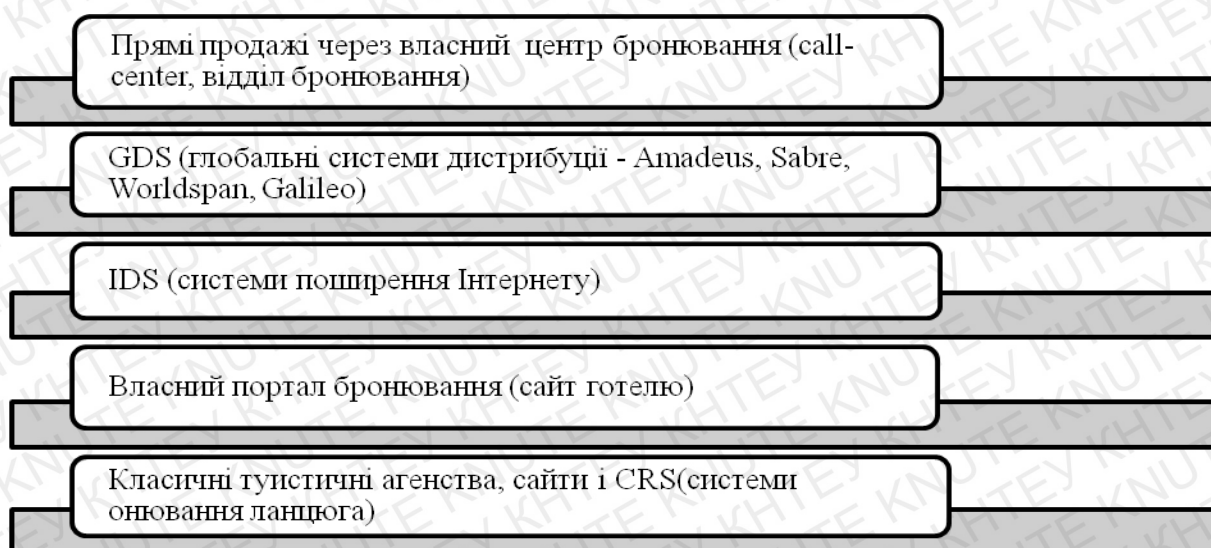 Прямі продажі через власний центр бронювання (call-
center, відділ бронювання)
GDS (глобальні системи дистрибуції - Amadeus, Sabre,
Worldspan, Galileo)
IDS (системи поширення Інтернету)
Власний портал бронювання (сайт готелю)
Класичні туистичні агенства, сайти і CRS(системи
онювання ланцюга)